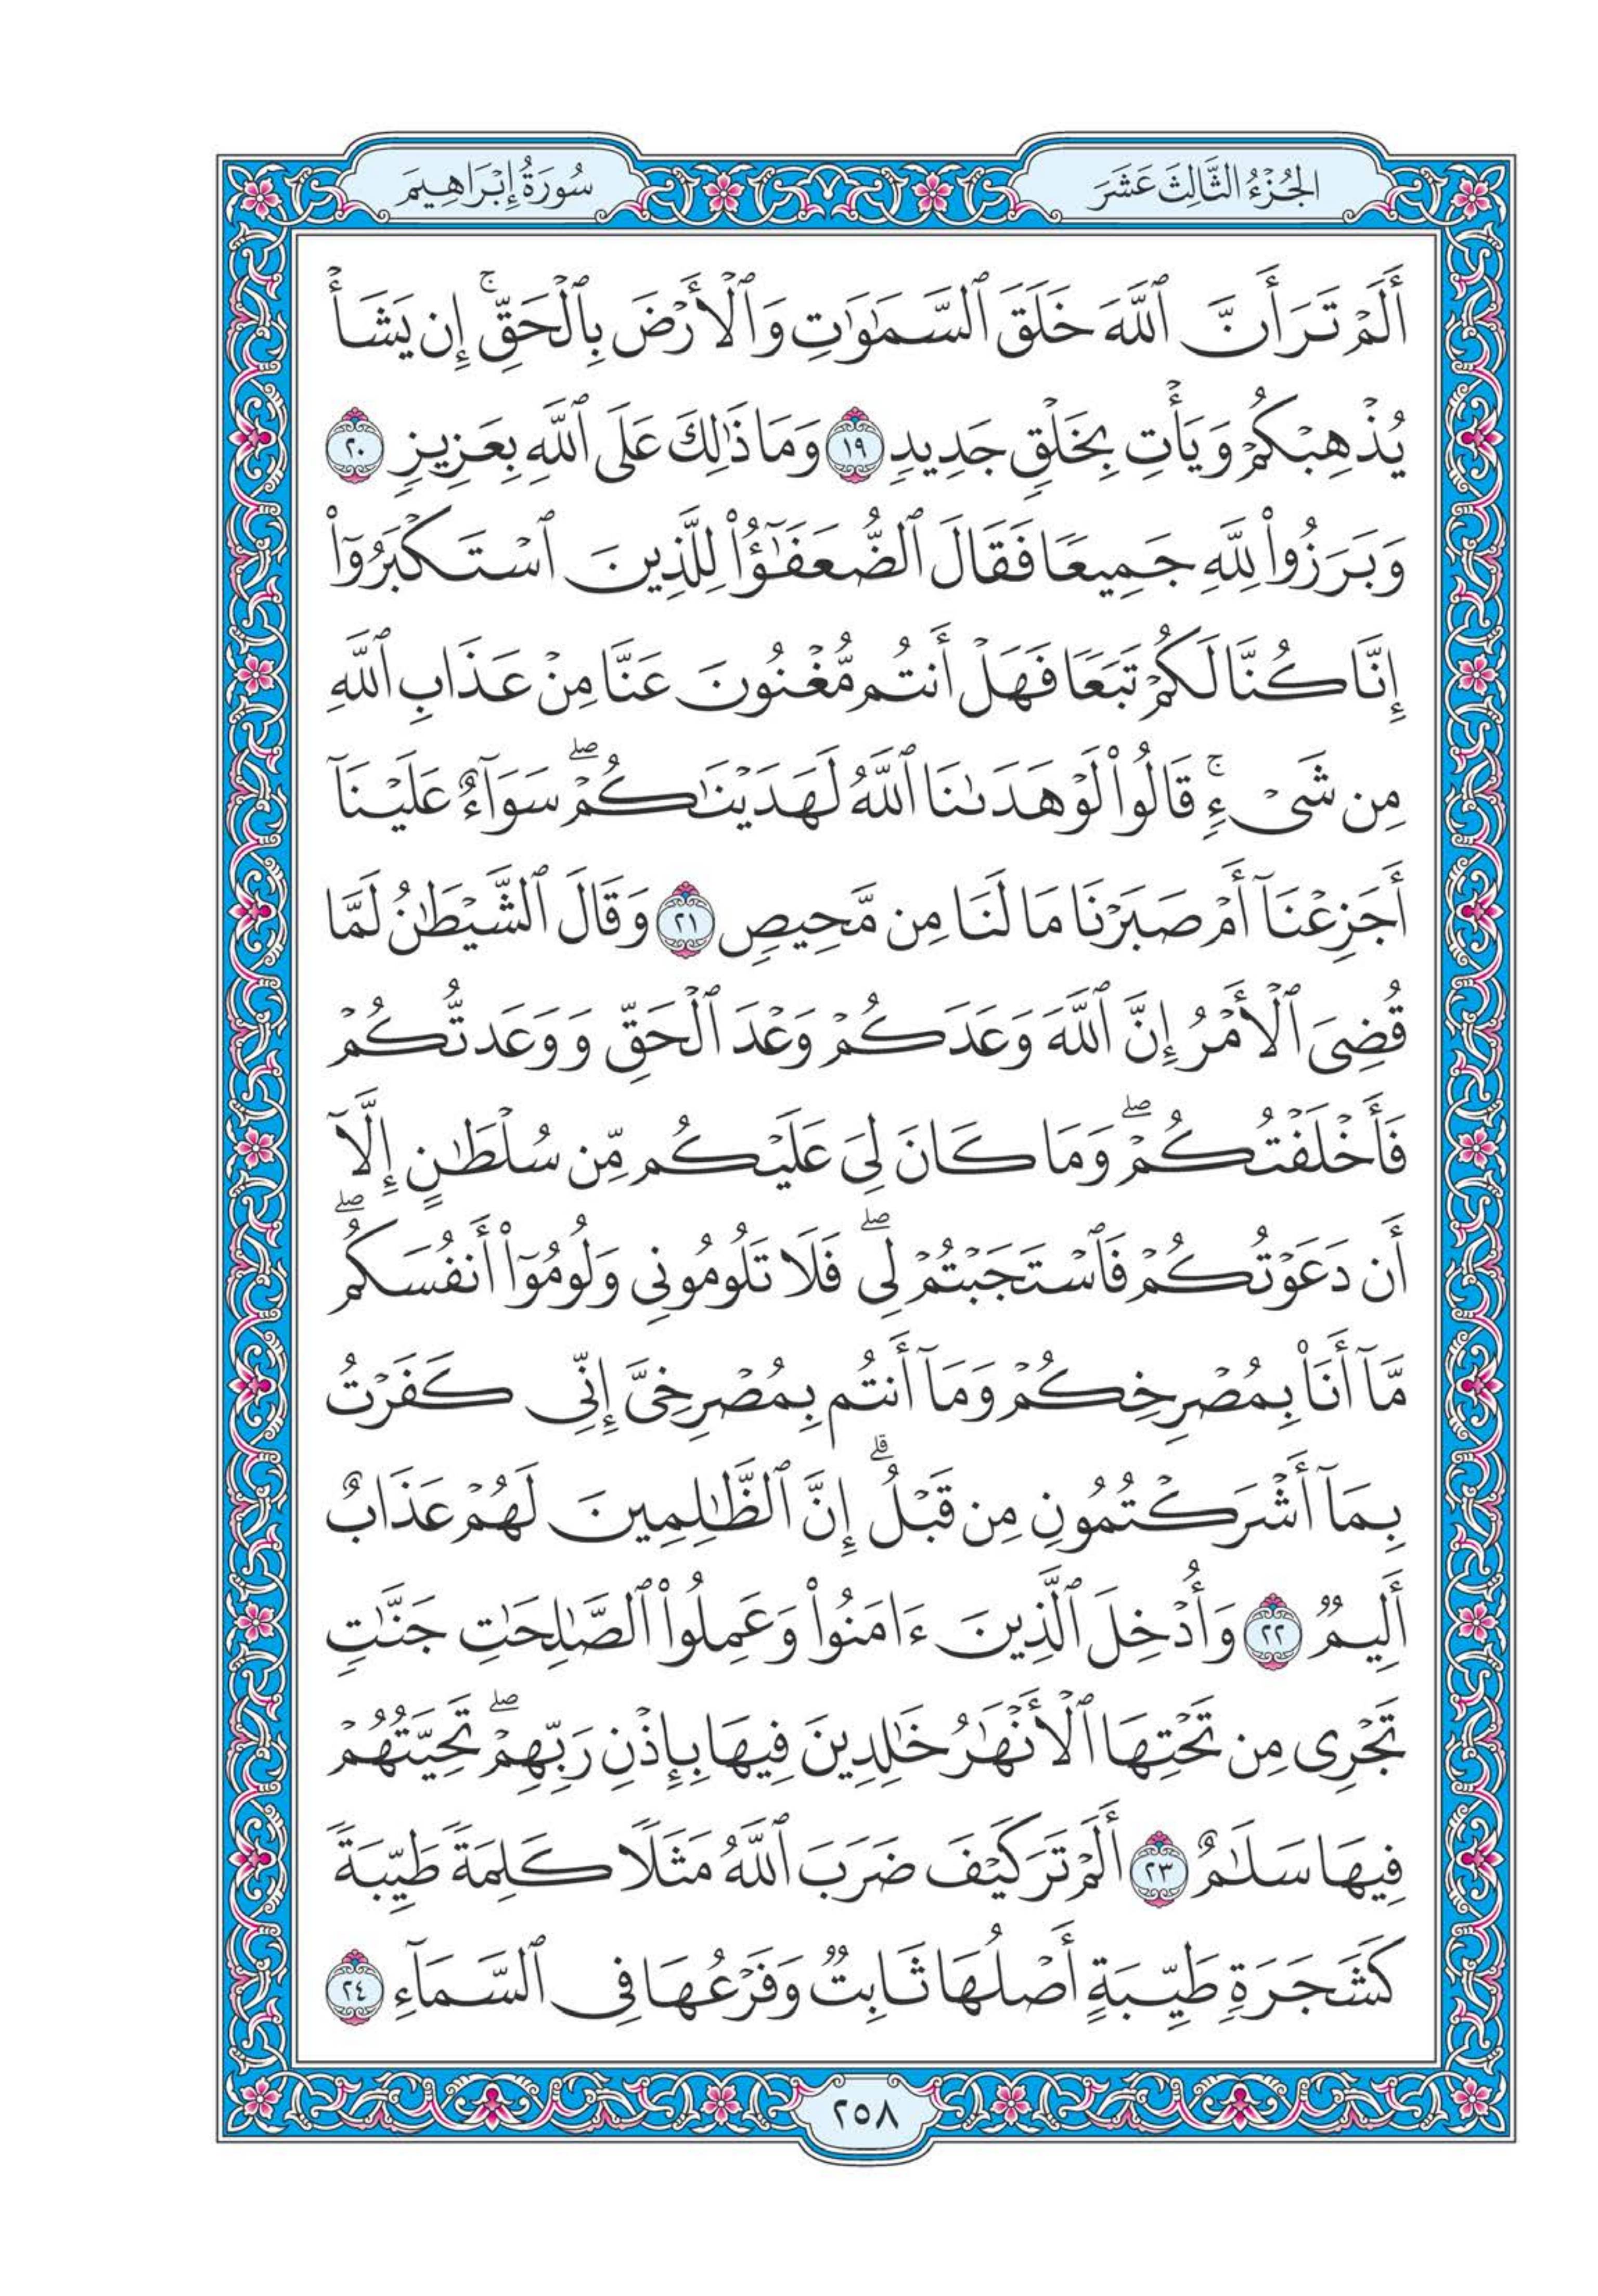 الجُزْءُ الثَّالِثَ عَشَرَ
سُورَةُ إِبْرَاهِيمَ
أَلَمْ تَرَ أَنَّ ٱللَّهَ خَلَقَ ٱلسَّمَٰوَٰتِ وَٱلْأَرْضَ بِٱلْحَقِّۚ إِن يَشَأْ
يُذْهِبْكُمْ وَيَأْتِ بِخَلْقٍ جَدِيدٍ ١٩ وَمَا ذَٰلِكَ عَلَى ٱللَّهِ بِعَزِيزٍ ٢٠
وَبَرَزُوا۟ لِلَّهِ جَمِيعًا فَقَالَ ٱلضُّعَفَٰٓؤُا۟ لِلَّذِينَ ٱسْتَكْبَرُوٓا۟
إِنَّا كُنَّا لَكُمْ تَبَعًا فَهَلْ أَنتُم مُّغْنُونَ عَنَّا مِنْ عَذَابِ ٱللَّهِ
مِن شَىْءٍۚ قَالُوا۟ لَوْ هَدَىٰنَا ٱللَّهُ لَهَدَيْنَٰكُمْۖ سَوَآءٌ عَلَيْنَآ
أَجَزِعْنَآ أَمْ صَبَرْنَا مَا لَنَا مِن مَّحِيصٍ ٢١ وَقَالَ ٱلشَّيْطَٰنُ لَمَّا
قُضِىَ ٱلْأَمْرُ إِنَّ ٱللَّهَ وَعَدَكُمْ وَعْدَ ٱلْحَقِّ وَوَعَدتُّكُمْ
فَأَخْلَفْتُكُمْۖ وَمَا كَانَ لِىَ عَلَيْكُم مِّن سُلْطَٰنٍ إِلَّآ
أَن دَعَوْتُكُمْ فَٱسْتَجَبْتُمْ لِىۖ فَلَا تَلُومُونِى وَلُومُوٓا۟ أَنفُسَكُمۖ
مَّآ أَنَا۠ بِمُصْرِخِكُمْ وَمَآ أَنتُم بِمُصْرِخِىَّ إِنِّى كَفَرْتُ
بِمَآ أَشْرَكْتُمُونِ مِن قَبْلُۗ إِنَّ ٱلظَّٰلِمِينَ لَهُمْ عَذَابٌ
أَلِيمٌ ٢٢ وَأُدْخِلَ ٱلَّذِينَ ءَامَنُوا۟ وَعَمِلُوا۟ ٱلصَّٰلِحَٰتِ جَنَّٰتٍ
تَجْرِى مِن تَحْتِهَا ٱلْأَنْهَٰرُ خَٰلِدِينَ فِيهَا بِإِذْنِ رَبِّهِمْۖ تَحِيَّتُهُمْ
فِيهَا سَلَٰمٌ ٢٣ أَلَمْ تَرَ كَيْفَ ضَرَبَ ٱللَّهُ مَثَلًا كَلِمَةً طَيِّبَةً
كَشَجَرَةٍ طَيِّبَةٍ أَصْلُهَا ثَابِتٌ وَفَرْعُهَا فِى ٱلسَّمَآءِ ٢٤
٢٥٨